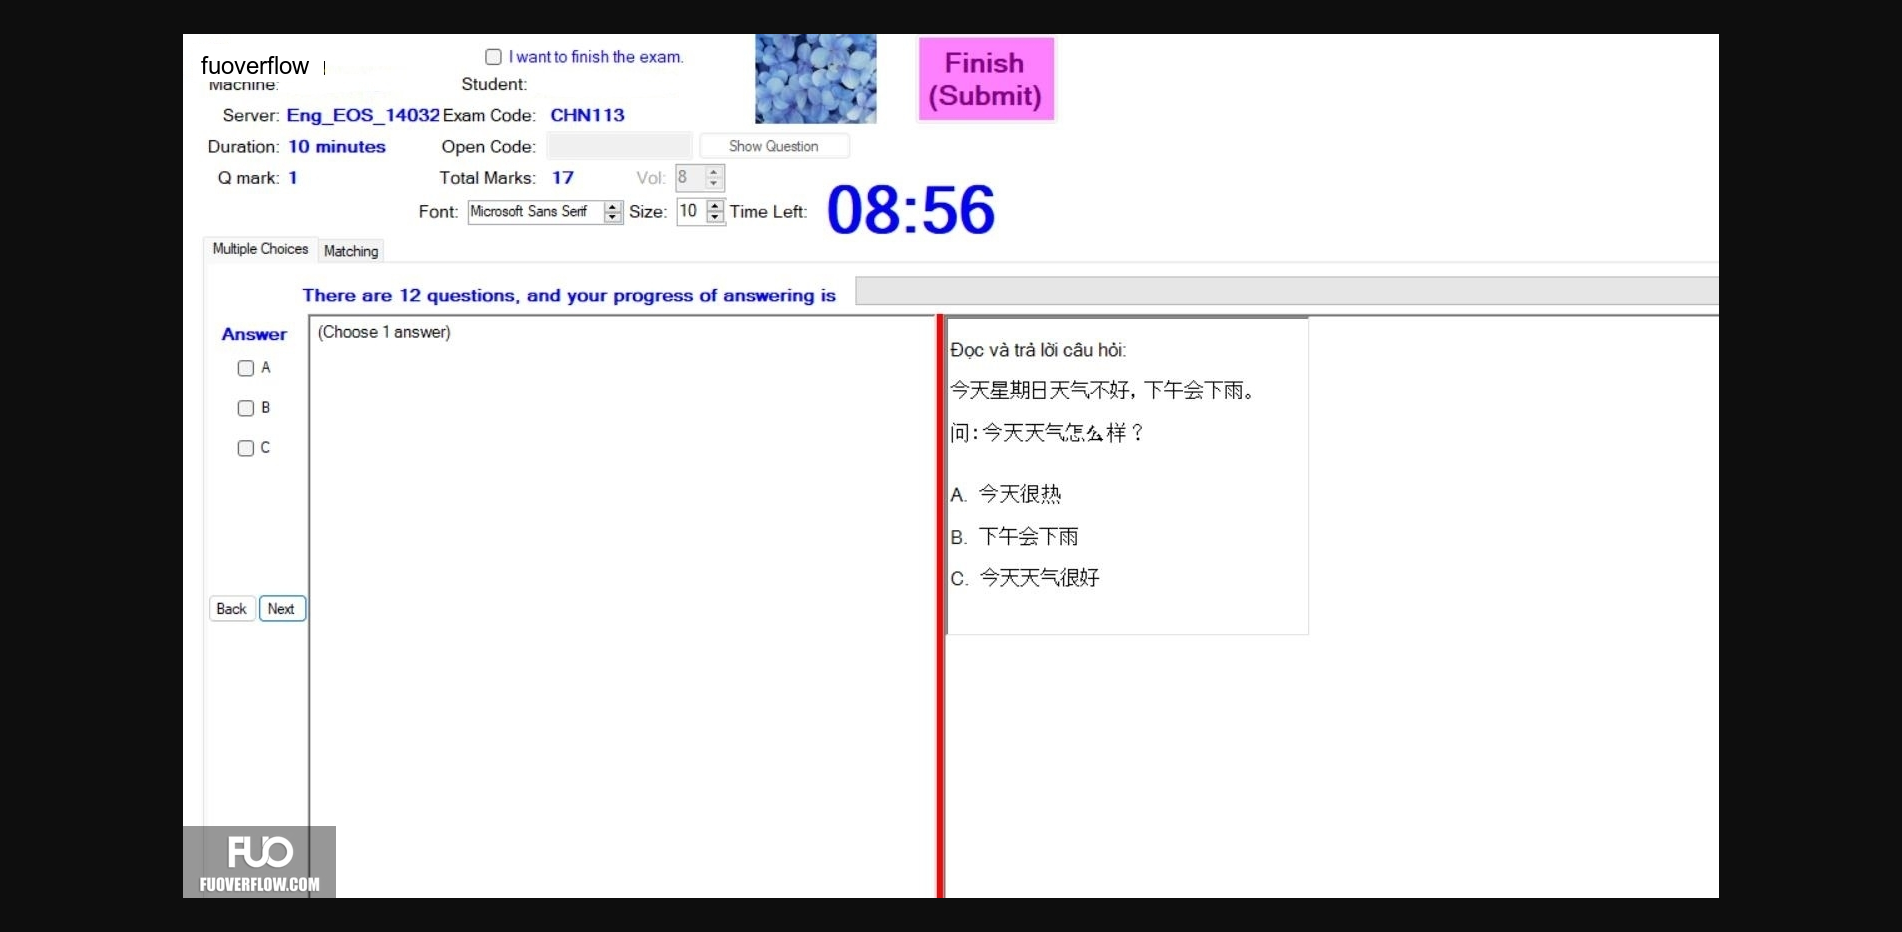 fuoverflow
I want to finish the exam.
Finish
(Submit)
Machine:
Student:
Server: Eng_EOS_14032 Exam Code: CHN113
Duration: 10 minutes Open Code: Show Question
Q mark: 1 Total Marks: 17 Vol: 8
Font: Microsoft Sans Serif Size: 10 Time Left: 08:56
Multiple Choices Matching
There are 12 questions, and your progress of answering is
Answer
A
B
C
Back Next
(Choose 1 answer)
Đọc và trả lời câu hỏi:
今天星期日天气不好, 下午会下雨。
问: 今天天气怎么样？
A. 今天很热
B. 下午会下雨
C. 今天天气很好
FUO
FUOVERFLOW.COM